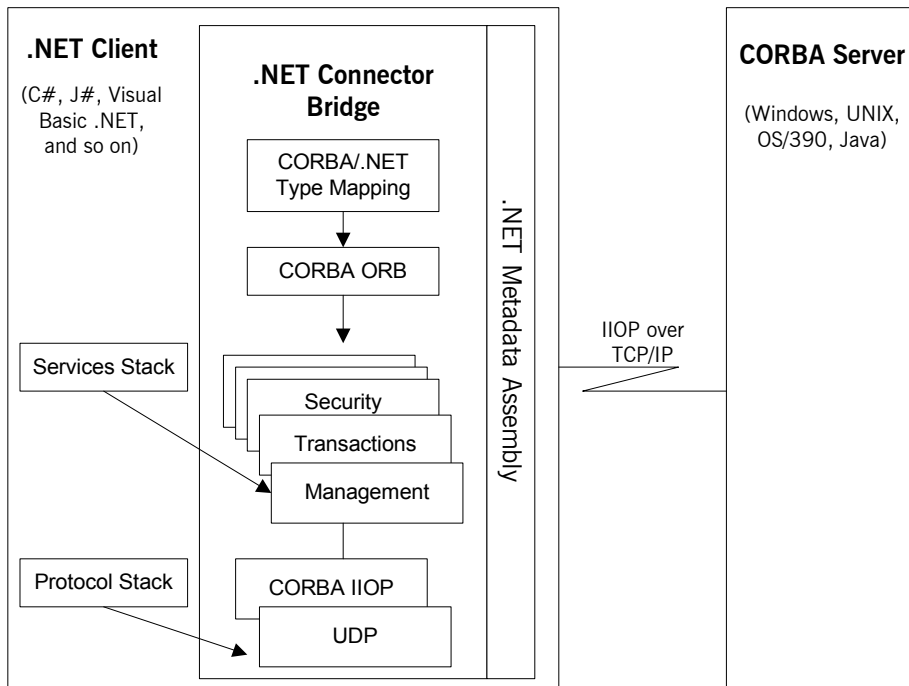 .NET Client
(C#, J#, Visual
Basic .NET,
and so on)
.NET Connector
Bridge
CORBA/.NET
Type Mapping
CORBA ORB
Services Stack
Security
Transactions
Management
Protocol Stack
CORBA IIOP
UDP
.NET Metadata Assembly
IIOP over
TCP/IP
CORBA Server
(Windows, UNIX,
OS/390, Java)